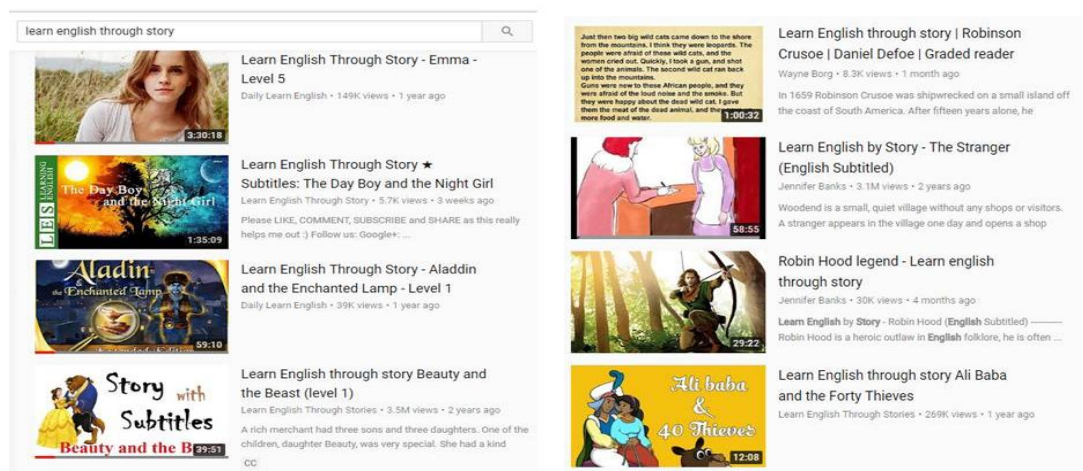 learn english through story
3:30:18
Learn English Through Story - Emma -
Level 5
Daily Learn English • 149K views • 1 year ago
LES LEARNING ENGLISH
The Day Boy
and the Night Girl
1:35:09
Learn English Through Story ★
Subtitles: The Day Boy and the Night Girl
Learn English Through Story • 5.7K views • 3 weeks ago
Please LIKE, COMMENT, SUBSCRIBE and SHARE as this really
helps me out :) Follow us: Google+: ...
Aladin
the Enchanted Lamp
59:10
Learn English Through Story - Aladdin
and the Enchanted Lamp - Level 1
Daily Learn English • 39K views • 1 year ago
Story with
Subtitles
Beauty and the B
39:51
Learn English through story Beauty and
the Beast (level 1)
Learn English Through Stories • 3.5M views • 2 years ago
A rich merchant had three sons and three daughters. One of the
children, daughter Beauty, was very special. She had a kind
CC
Just then two big wild cats came down to the shore
from the mountains. I think they were leopards. The
people were afraid of these wild cats, and the
women cried out. Quickly, I took a gun, and shot
one of the animals. The second wild cat ran back
up into the mountains.
Guns were new to these African people, and they
were afraid of the loud noise and the smoke. But
they were happy about the dead wild cat. I gave
them the meat of the dead animal, and they
more food and water.
1:00:32
Learn English through story | Robinson
Crusoe | Daniel Defoe | Graded reader
Wayne Borg • 8.3K views • 1 month ago
In 1659 Robinson Crusoe was shipwrecked on a small island off
the coast of South America. After fifteen years alone, he
58:55
Learn English by Story - The Stranger
(English Subtitled)
Jennifer Banks • 3.1M views • 2 years ago
Woodend is a small, quiet village without any shops or visitors.
A stranger appears in the village one day and opens a shop
29:22
Robin Hood legend - Learn english
through story
Jennifer Banks • 30K views • 4 months ago
Learn English by Story - Robin Hood (English Subtitled) ----------
Robin Hood is a heroic outlaw in English folklore, he is often ...
Ali baba
&
40 Thieves
12:08
Learn English through story Ali Baba
and the Forty Thieves
Learn English Through Stories • 269K views • 1 year ago